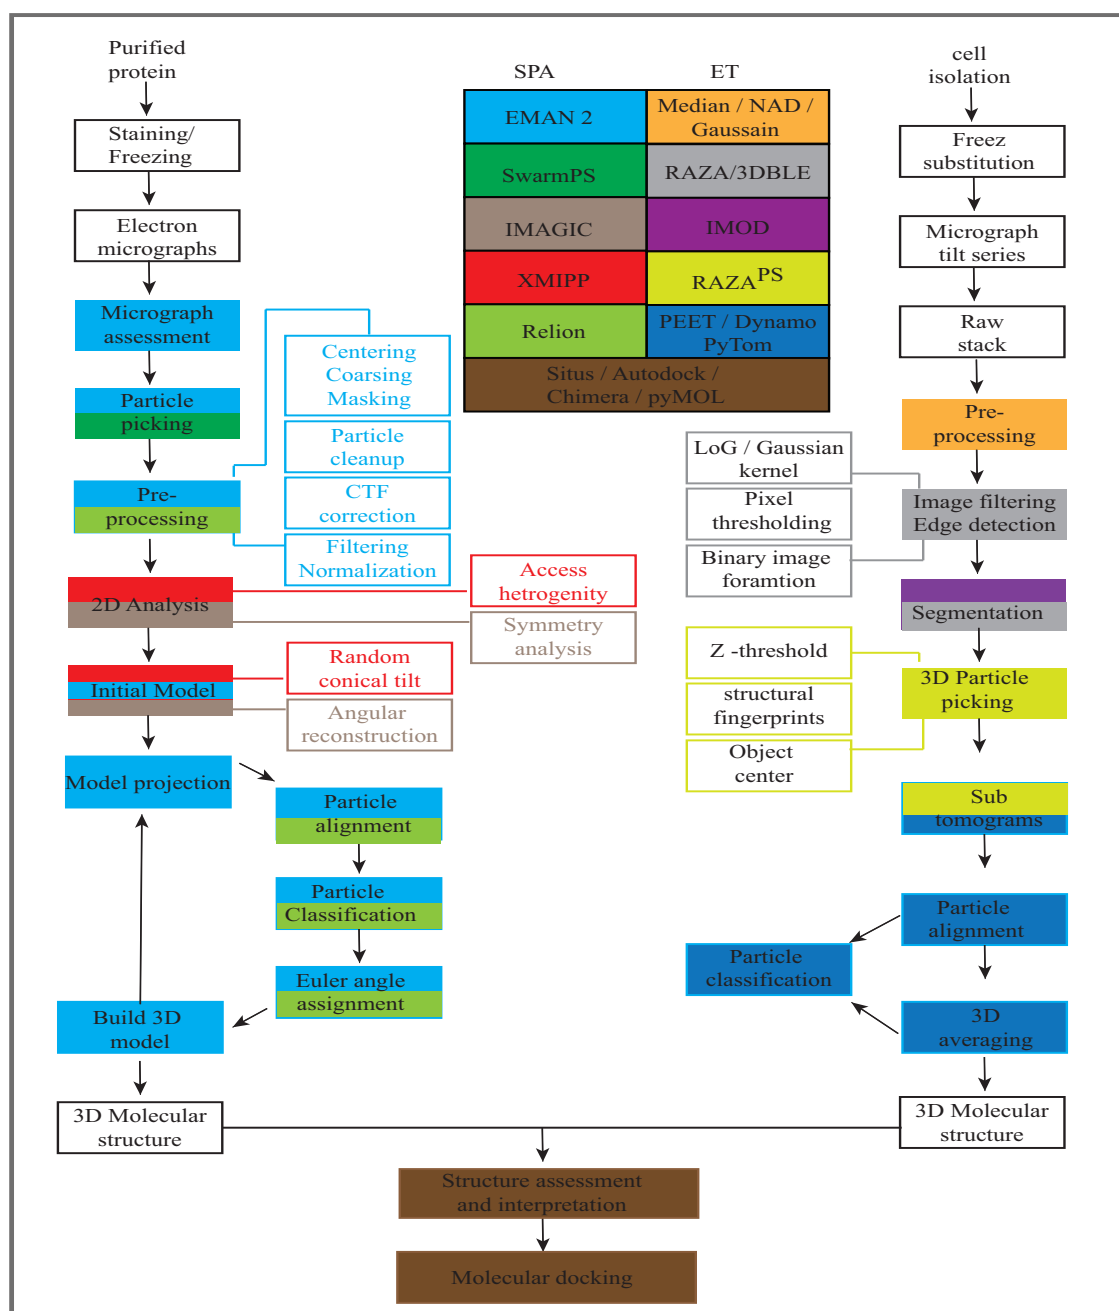 Purified
protein
Staining/
Freezing
Electron
micrographs
Micrograph
assessment
Particle
picking
Pre-
processing
2D Analysis
Initial Model
Model projection
Build 3D
model
3D Molecular
structure
Centering
Coarsing
Masking
Particle
cleanup
CTF
correction
Filtering
Normalization
Access
hetrogenity
Symmetry
analysis
Random
conical tilt
Angular
reconstruction
Particle
alignment
Particle
Classification
Euler angle
assignment
SPA
ET
EMAN 2
Median / NAD /
Gaussain
SwarmPS
RAZA/3DBLE
IMAGIC
IMOD
XMIPP
RAZAPS
Relion
PEET / Dynamo
PyTom
Situs / Autodock /
Chimera / pyMOL
cell
isolation
Freez
substitution
Micrograph
tilt series
Raw
stack
Pre-
processing
LoG / Gaussian
kernel
Pixel
thresholding
Binary image
foramtion
Image filtering
Edge detection
Segmentation
Z -threshold
structural
fingerprints
Object
center
3D Particle
picking
Sub
tomograms
Particle
alignment
Particle
classification
3D
averaging
3D Molecular
structure
Structure assessment
and interpretation
Molecular docking